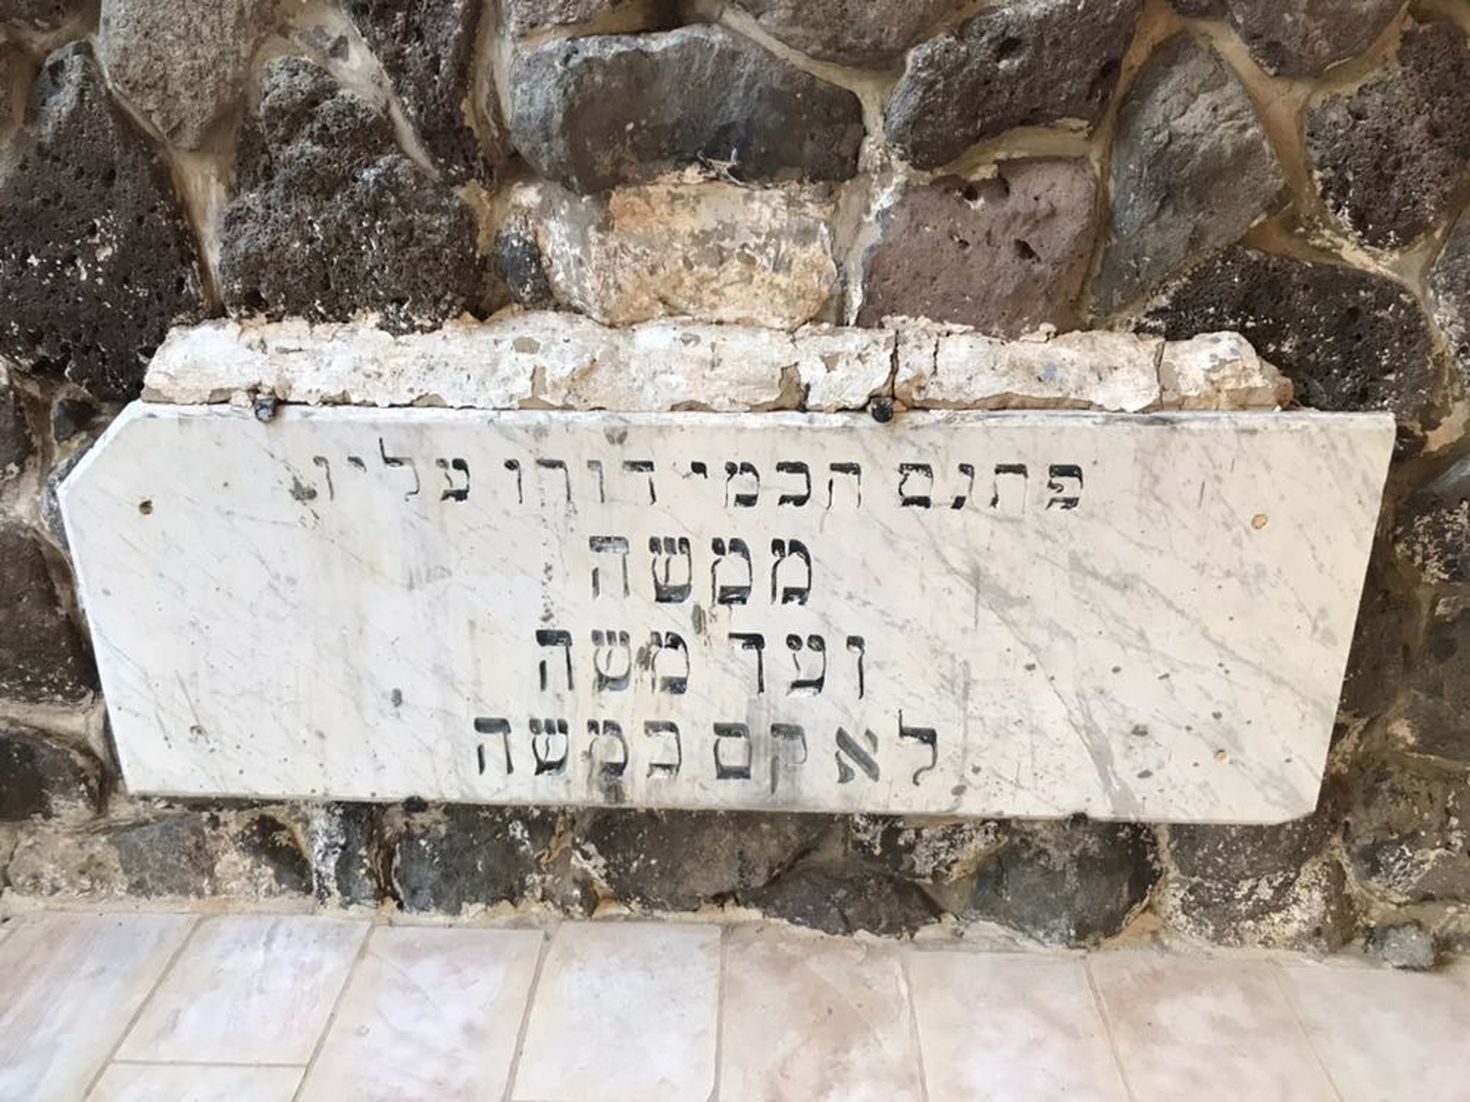 פתגם חכמי דורו עליו
ממשה
ועד משה
לא קם כמשה